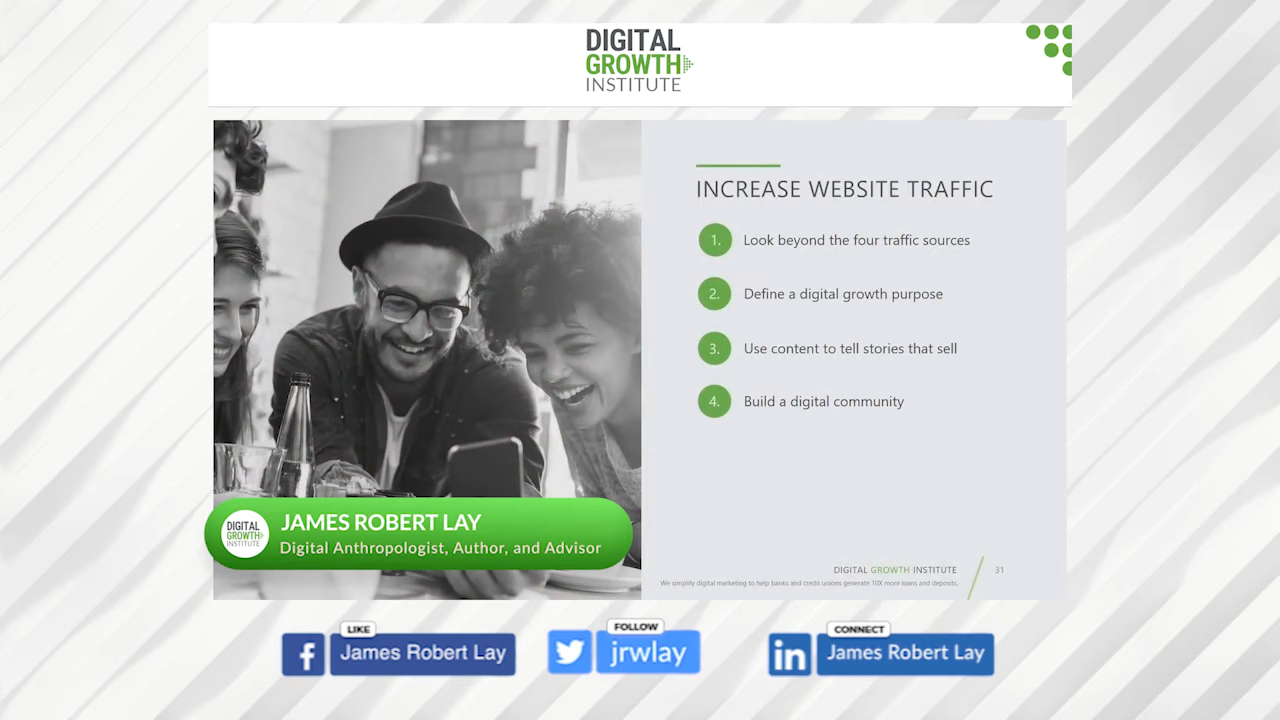 DIGITAL
GROWTH
INSTITUTE
INCREASE WEBSITE TRAFFIC
1. Look beyond the four traffic sources
2. Define a digital growth purpose
3. Use content to tell stories that sell
4. Build a digital community
DIGITAL
GROWTH
INSTITUTE
JAMES ROBERT LAY
Digital Anthropologist, Author, and Advisor
DIGITAL GROWTH INSTITUTE 31
We simplify digital marketing to help banks and credit unions generate 10X more loans and deposits.
LIKE
f James Robert Lay
FOLLOW
jrwlay
CONNECT
in James Robert Lay